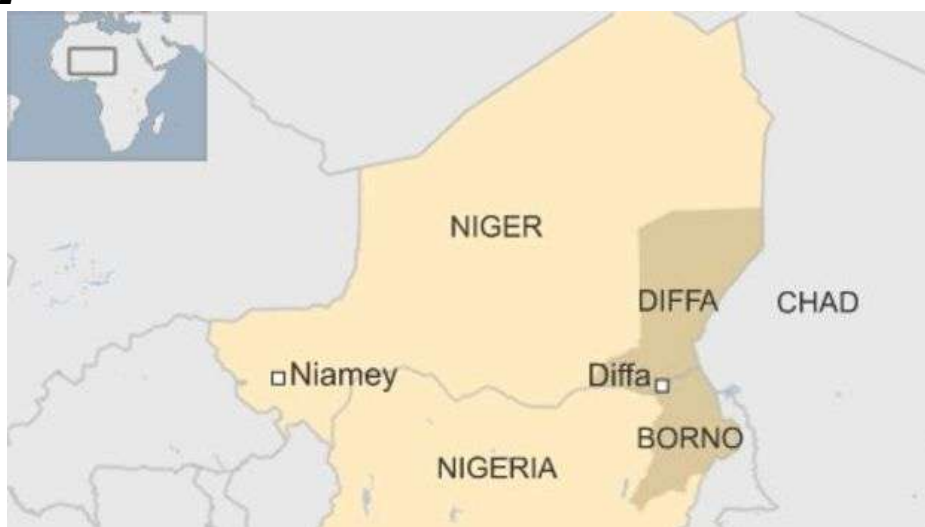 NIGER
DIFFA
CHAD
Niamey
Diffa
BORNO
NIGERIA